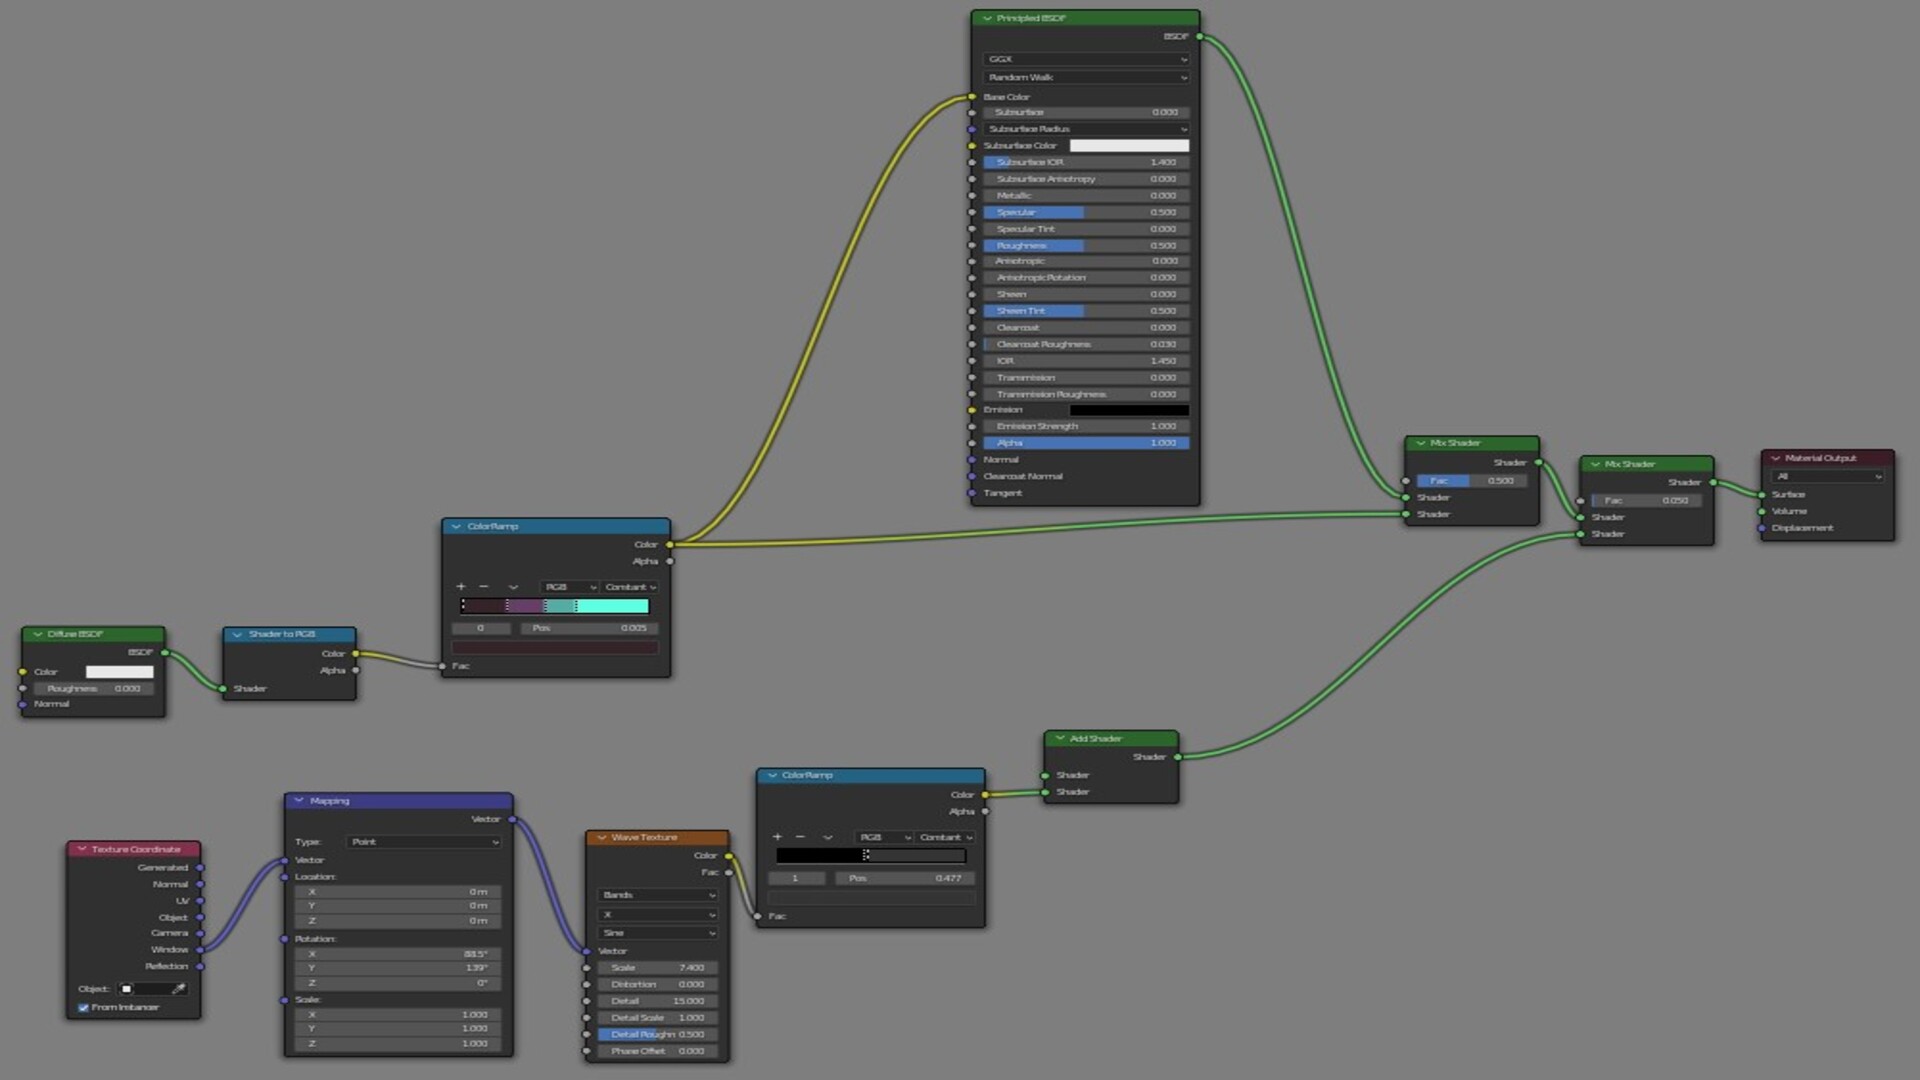 Principled BSDF
BSDF
GGX
Random Walk
Base Color
Subsurface 0.000
Subsurface Radius
Subsurface Color
Subsurface IOR 1.400
Subsurface Anisotropy 0.000
Metallic 0.000
Specular 0.500
Specular Tint 0.000
Roughness 0.500
Anisotropic 0.000
Anisotropic Rotation 0.000
Sheen 0.000
Sheen Tint 0.500
Clearcoat 0.000
Clearcoat Roughness 0.030
IOR 1.450
Transmission 0.000
Transmission Roughness 0.000
Emission
Emission Strength 1.000
Alpha 1.000
Normal
Clearcoat Normal
Tangent
Mix Shader
Shader
Fac 0.500
Shader
Shader
Mix Shader
Shader
Fac 0.050
Shader
Shader
Material Output
All
Surface
Volume
Displacement
ColorRamp
Color
Alpha
RGB Constant
0 Pos 0.005
Fac
Diffuse BSDF
BSDF
Color
Roughness 0.000
Normal
Shader to RGB
Color
Alpha
Shader
Add Shader
Shader
Shader
Shader
ColorRamp
Color
Alpha
RGB Constant
1 Pos 0.477
Fac
Texture Coordinate
Generated
Normal
UV
Object
Camera
Window
Reflection
Object:
From Instancer
Mapping
Vector
Type: Point
Vector
Location:
X 0 m
Y 0 m
Z 0 m
Rotation:
X 88.5°
Y 139°
Z 0°
Scale:
X 1.000
Y 1.000
Z 1.000
Wave Texture
Color
Fac
Bands
X
Sine
Vector
Scale 7.400
Distortion 0.000
Detail 15.000
Detail Scale 1.000
Detail Roughn 0.500
Phase Offset 0.000